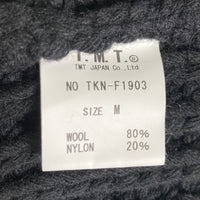 T.M.T.®
TMT JAPAN Co.,Ltd
NO TKN-F1903
SIZE M
WOOL 80%
NYLON 20%